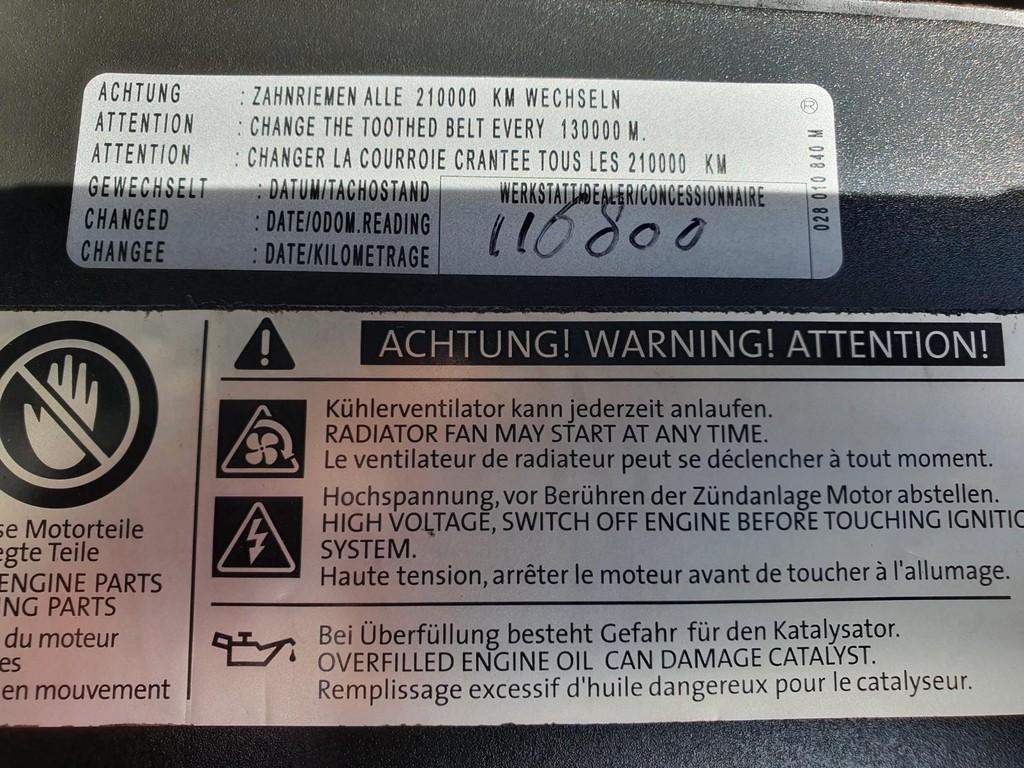 ACHTUNG : ZAHNRIEMEN ALLE 210000 KM WECHSELN
ATTENTION : CHANGE THE TOOTHED BELT EVERY 130000 M.
ATTENTION : CHANGER LA COURROIE CRANTEE TOUS LES 210000 KM
GEWECHSELT : DATUM/TACHOSTAND
CHANGED : DATE/ODOM.READING
CHANGEE : DATE/KILOMETRAGE
WERKSTATT/DEALER/CONCESSIONNAIRE
116800
®
028 010 840 M
ACHTUNG! WARNING! ATTENTION!
Kühlerventilator kann jederzeit anlaufen.
RADIATOR FAN MAY START AT ANY TIME.
Le ventilateur de radiateur peut se déclencher à tout moment.
Hochspannung, vor Berühren der Zündanlage Motor abstellen.
HIGH VOLTAGE, SWITCH OFF ENGINE BEFORE TOUCHING IGNITIC
SYSTEM.
Haute tension, arrêter le moteur avant de toucher à l'allumage.
Bei Überfüllung besteht Gefahr für den Katalysator.
OVERFILLED ENGINE OIL CAN DAMAGE CATALYST.
Remplissage excessif d'huile dangereux pour le catalyseur.
se Motorteile
egte Teile
ENGINE PARTS
ING PARTS
du moteur
es
en mouvement